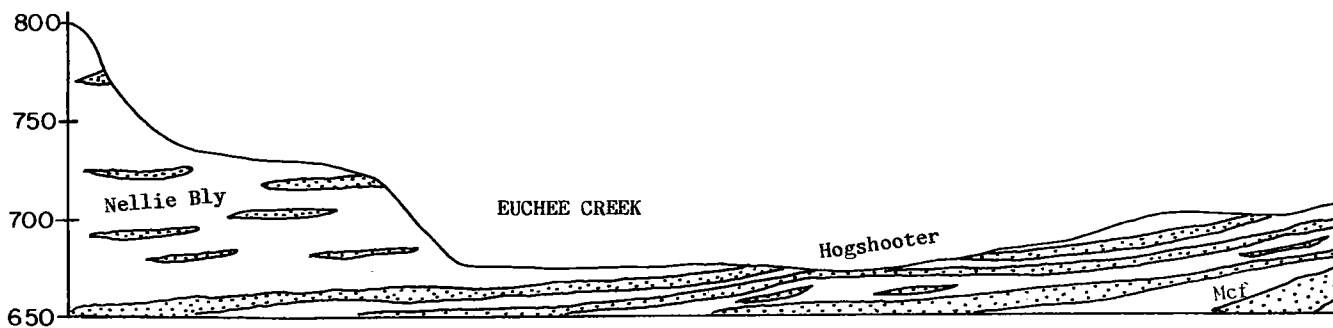 800
750
Nellie Bly
700
EUCHEE CREEK
Hogshooter
Mcf
650